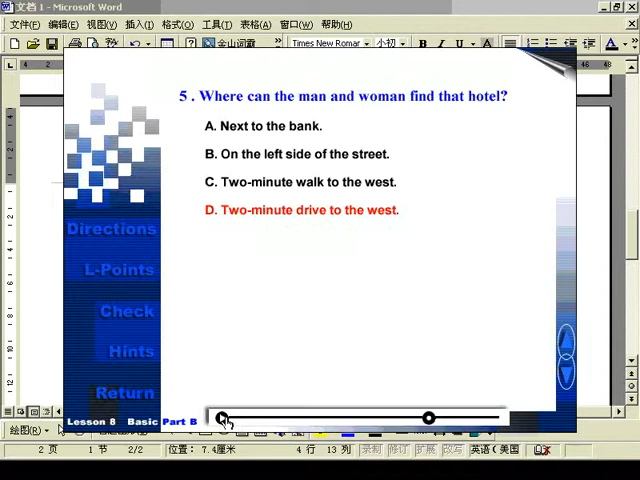 文档 1 - Microsoft Word
文件(F) 编辑(E) 视图(V) 插入(I) 格式(O) 工具(T) 表格(A) 窗口(W) 帮助(H)
金山词霸 Times New Romar 小初 B I U A A
4 2 46 48
5 . Where can the man and woman find that hotel?
A. Next to the bank.
B. On the left side of the street.
C. Two-minute walk to the west.
D. Two-minute drive to the west.
Directions
L-Points
Check
Hints
Return
Lesson 8 Basic Part B
绘图(R)
2 页 1 节 2/2 位置: 7.4厘米 4 行 13 列 录制 修订 扩展 改写 英语(美国